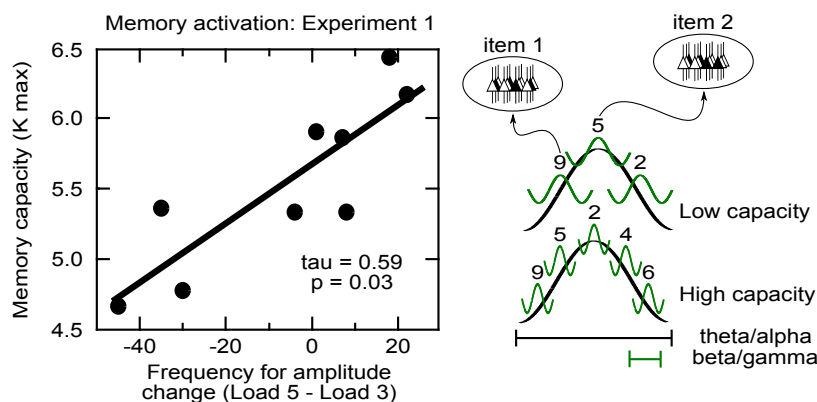 Memory activation: Experiment 1
Memory capacity (K max)
6.5
6.0
5.5
5.0
4.5
tau = 0.59
p = 0.03
-40 -20 0 20
Frequency for amplitude
change (Load 5 - Load 3)
item 1
item 2
5
9 2
Low capacity
2
5 4
9 6
High capacity
theta/alpha
beta/gamma